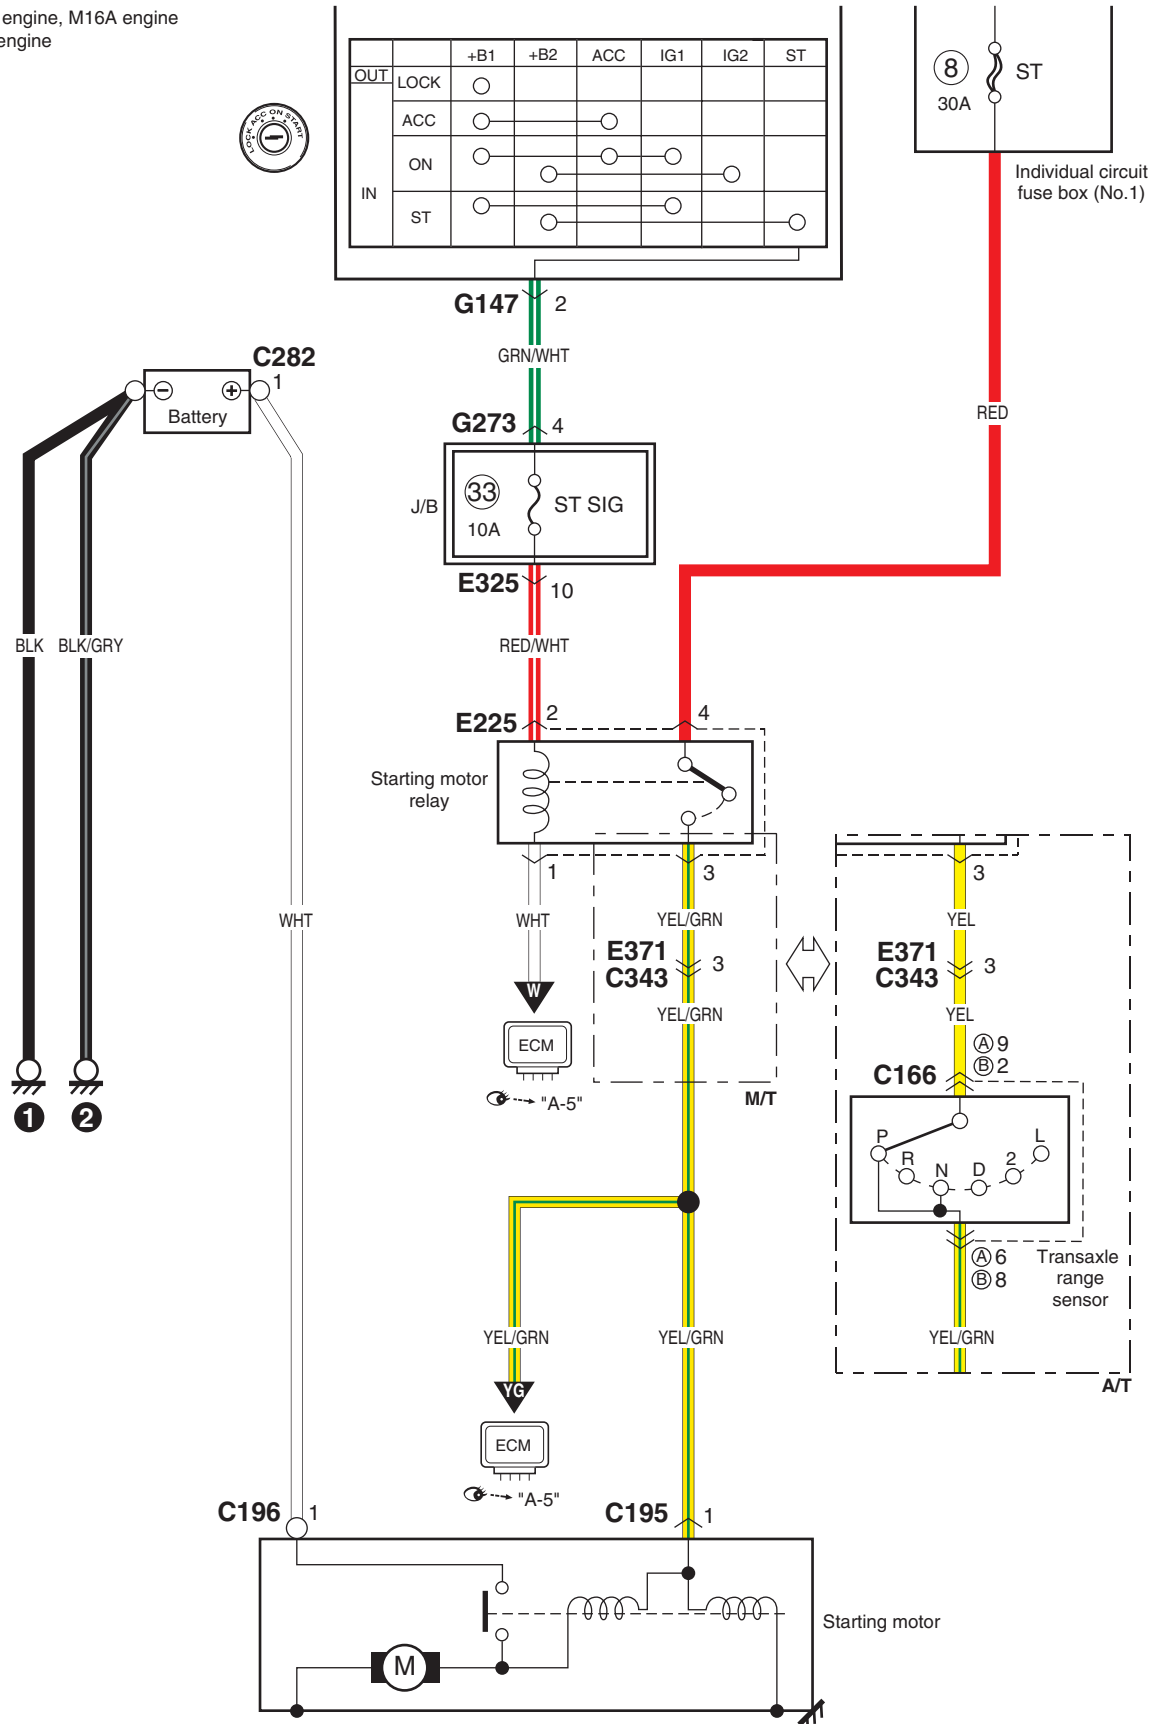 engine, M16A engine
engine
+B1 +B2 ACC IG1 IG2 ST
OUT
LOCK
ACC
ON
IN
ST
LOCK ACC ON START
8
ST
30A
Individual circuit
fuse box (No.1)
G147 2
GRN/WHT
C282
1
Battery
G273 4
RED
33
ST SIG
J/B
10A
E325 10
BLK BLK/GRY
RED/WHT
E225 2 4
Starting motor
relay
1 3 3
WHT WHT YEL/GRN YEL
E371
C343 3
E371
C343 3
W
YEL/GRN YEL
ECM
"A-5"
M/T
A 9
B 2
C166
1 2
P R N D 2 L
A 6
B 8
Transaxle
range
sensor
YEL/GRN YEL/GRN YEL/GRN
A/T
YG
ECM
"A-5"
C196 1
C195 1
Starting motor
M